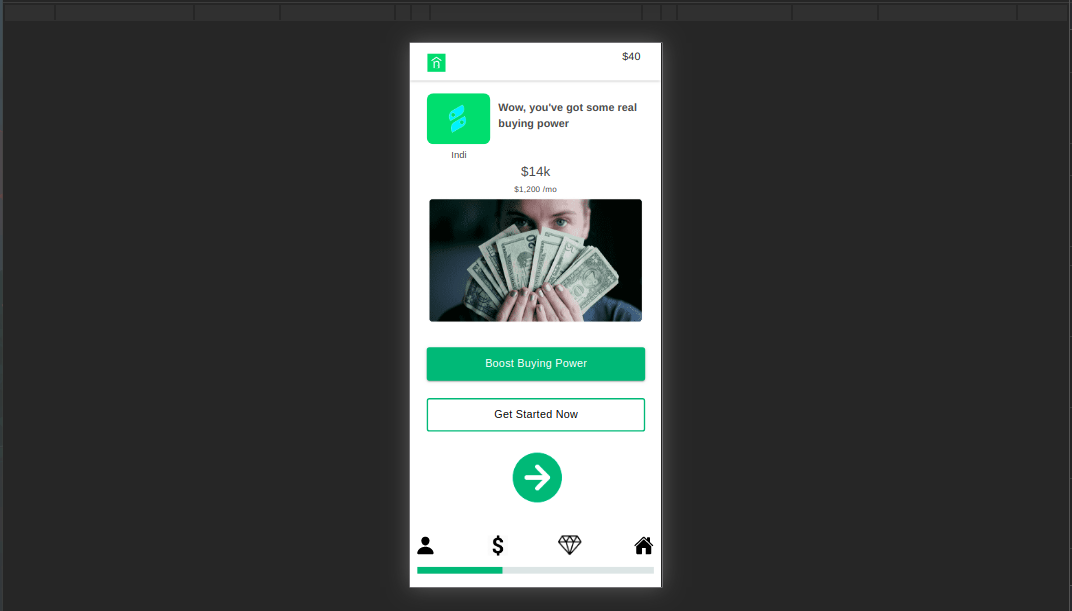 $40
Wow, you've got some real
buying power
Indi
$14k
$1,200 /mo
Boost Buying Power
Get Started Now